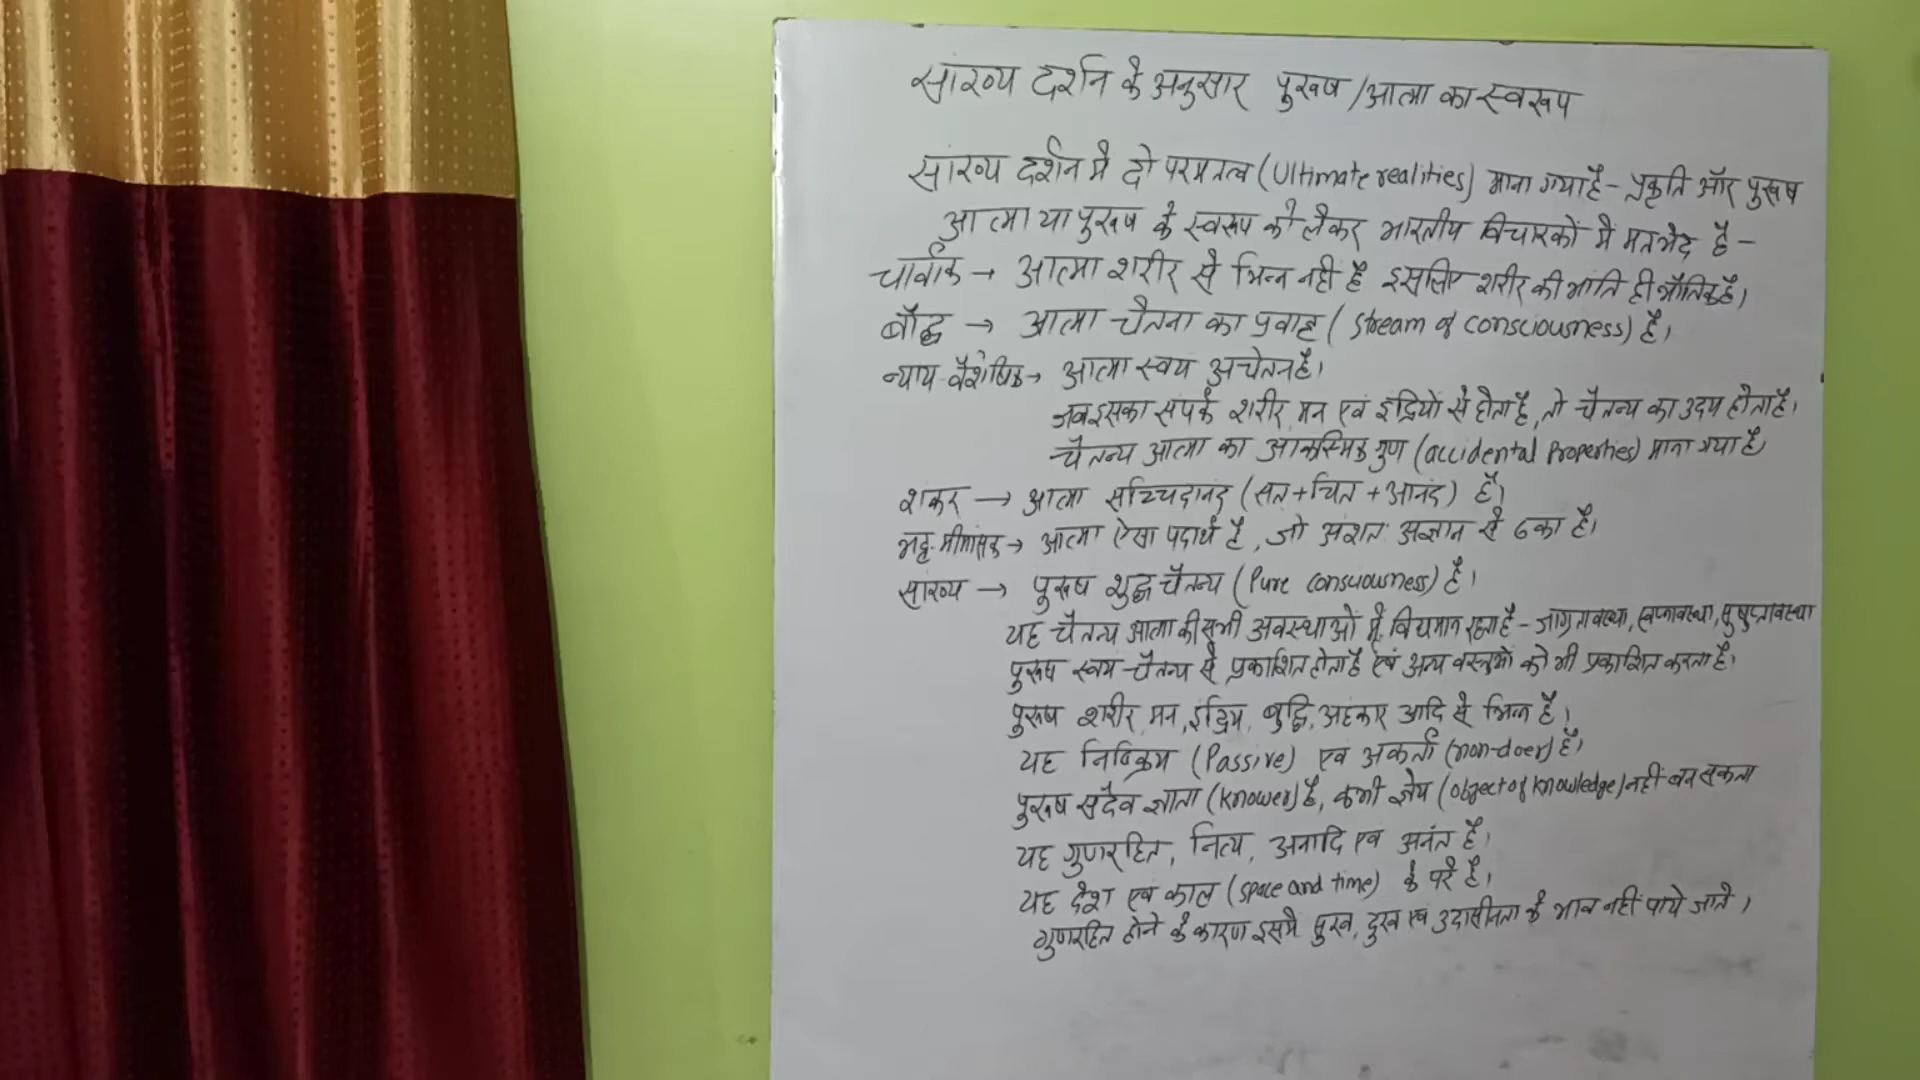 सांख्य दर्शन के अनुसार पुरूष/आत्मा का स्वरूप
सांख्य दर्शन मे दो परमतत्व (Ultimate realities) माना गया है - प्रकृति और पुरूष
आत्मा या पुरूष के स्वरूप को लेकर भारतीय विचारकों मे मतभेद है -
चार्वाक → आत्मा शरीर से भिन्न नही है इसलिए शरीर की भांति ही भौतिक है।
बौद्ध → आत्मा चेतना का प्रवाह (stream of consciousness) है।
न्याय-वैशेषिक → आत्मा स्वयं अचेतन है।
जब इसका संपर्क शरीर, मन एवं इंद्रियों से होता है, तो चैतन्य का उदय होता है।
चैतन्य आत्मा का आकस्मिक गुण (accidental Properties) माना गया है
शंकर → आत्मा सच्चिदानंद (सत+चित+आनंद) है।
भट्ट-मीमांसक → आत्मा ऐसा पदार्थ है, जो अंशतः अज्ञान से ढका है।
सांख्य → पुरूष शुद्ध चैतन्य (Pure consciousness) है।
यह चैतन्य आत्मा की सभी अवस्थाओं मे विद्यमान रहता है - जाग्रतावस्था, स्वप्नावस्था, सुषुप्तावस्था
पुरूष स्वयं चैतन्य से प्रकाशित होता है एवं अन्य वस्तुओं को भी प्रकाशित करता है।
पुरूष शरीर, मन, इंद्रिय, बुद्धि, अहंकार आदि से भिन्न है।
यह निष्क्रिय (Passive) एवं अकर्ता (non-doer) है।
पुरूष सदैव ज्ञाता (knower) है, कभी ज्ञेय (object of knowledge) नहीं बन सकता
यह गुणरहित, नित्य, अनादि एवं अनंत है।
यह देश एवं काल (space and time) के परे है।
गुणरहित होने के कारण इसमे सुख, दुख एवं उदासीनता के भाव नहीं पाये जाते।